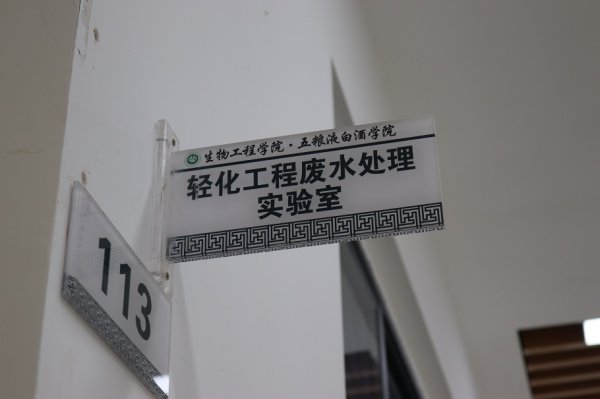 生物工程学院·五粮液白酒学院
轻化工程废水处理
实验室
113